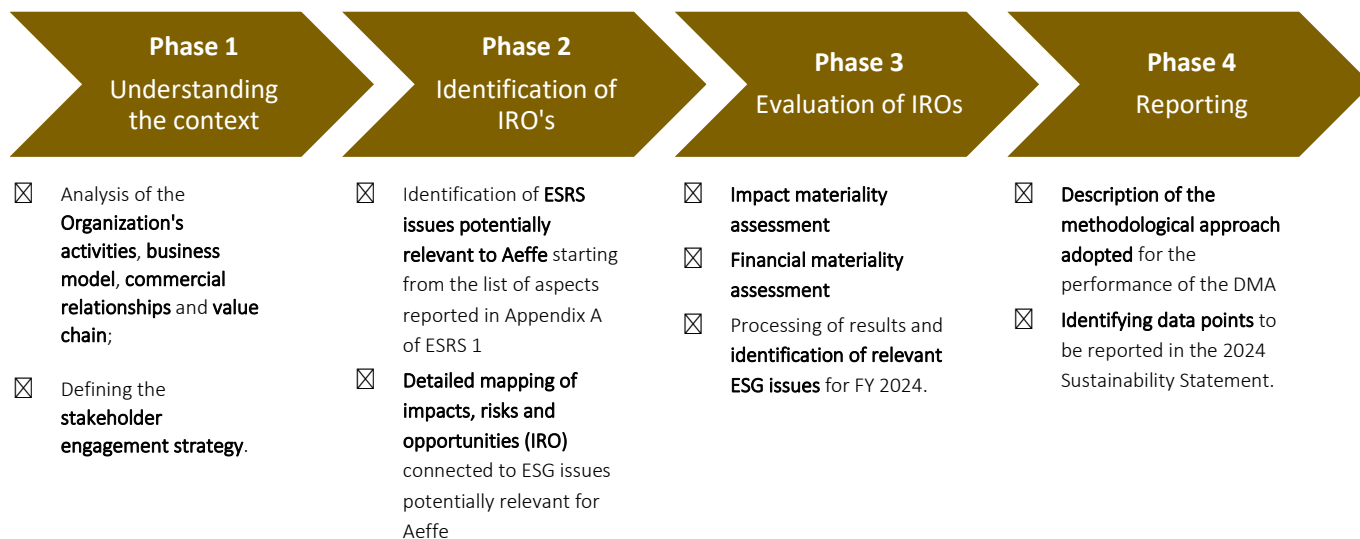 Phase 1
Understanding
the context
Phase 2
Identification of
IRO's
Phase 3
Evaluation of IROs
Phase 4
Reporting
Analysis of the
Organization's
activities, business
model, commercial
relationships and value
chain;
Defining the
stakeholder
engagement strategy.
Identification of ESRS
issues potentially
relevant to Aeffe starting
from the list of aspects
reported in Appendix A
of ESRS 1
Detailed mapping of
impacts, risks and
opportunities (IRO)
connected to ESG issues
potentially relevant for
Aeffe
Impact materiality
assessment
Financial materiality
assessment
Processing of results and
identification of relevant
ESG issues for FY 2024.
Description of the
methodological approach
adopted for the
performance of the DMA
Identifying data points to
be reported in the 2024
Sustainability Statement.